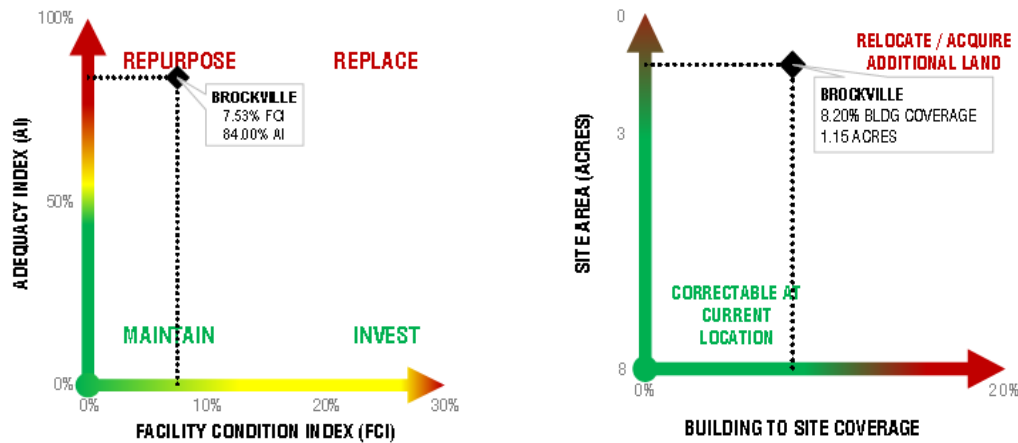 100%
REPURPOSE
REPLACE
BROCKVILLE
7.53% FCI
84.00% AI
ADEQUACY INDEX (AI)
50%
MAINTAIN
INVEST
0%
0%
10%
20%
30%
FACILITY CONDITION INDEX (FCI)
0
RELOCATE / ACQUIRE
ADDITIONAL LAND
BROCKVILLE
8.20% BLDG COVERAGE
1.15 ACRES
3
SITE AREA (ACRES)
CORRECTABLE AT
CURRENT
LOCATION
8
0%
20%
BUILDING TO SITE COVERAGE